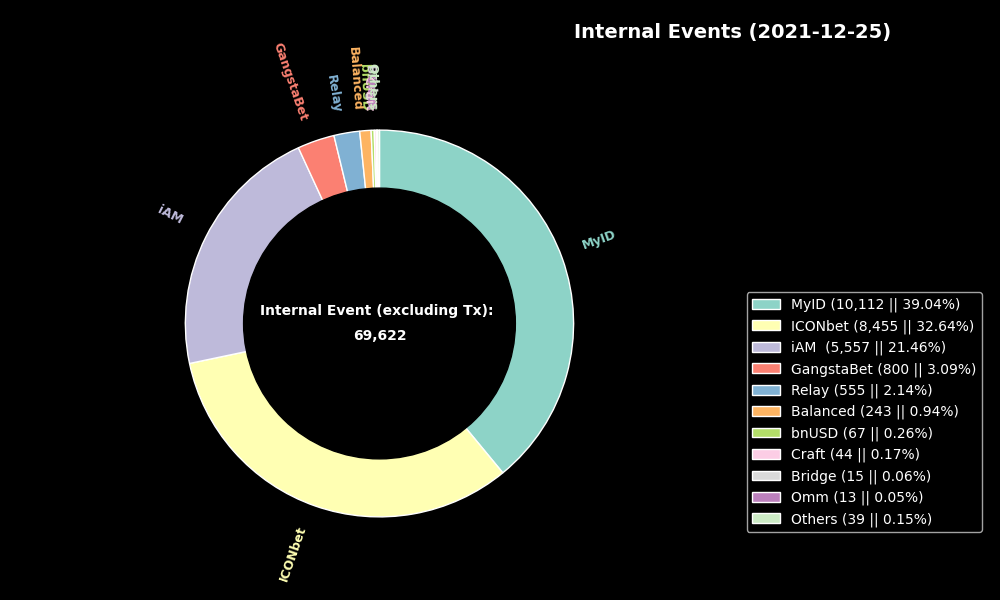 Internal Events (2021-12-25)
GangstaBet
Relay
Balanced
iAM
MyID
Internal Event (excluding Tx):
69,622
ICONbet
MyID (10,112 || 39.04%)
ICONbet (8,455 || 32.64%)
iAM  (5,557 || 21.46%)
GangstaBet (800 || 3.09%)
Relay (555 || 2.14%)
Balanced (243 || 0.94%)
bnUSD (67 || 0.26%)
Craft (44 || 0.17%)
Bridge (15 || 0.06%)
Omm (13 || 0.05%)
Others (39 || 0.15%)